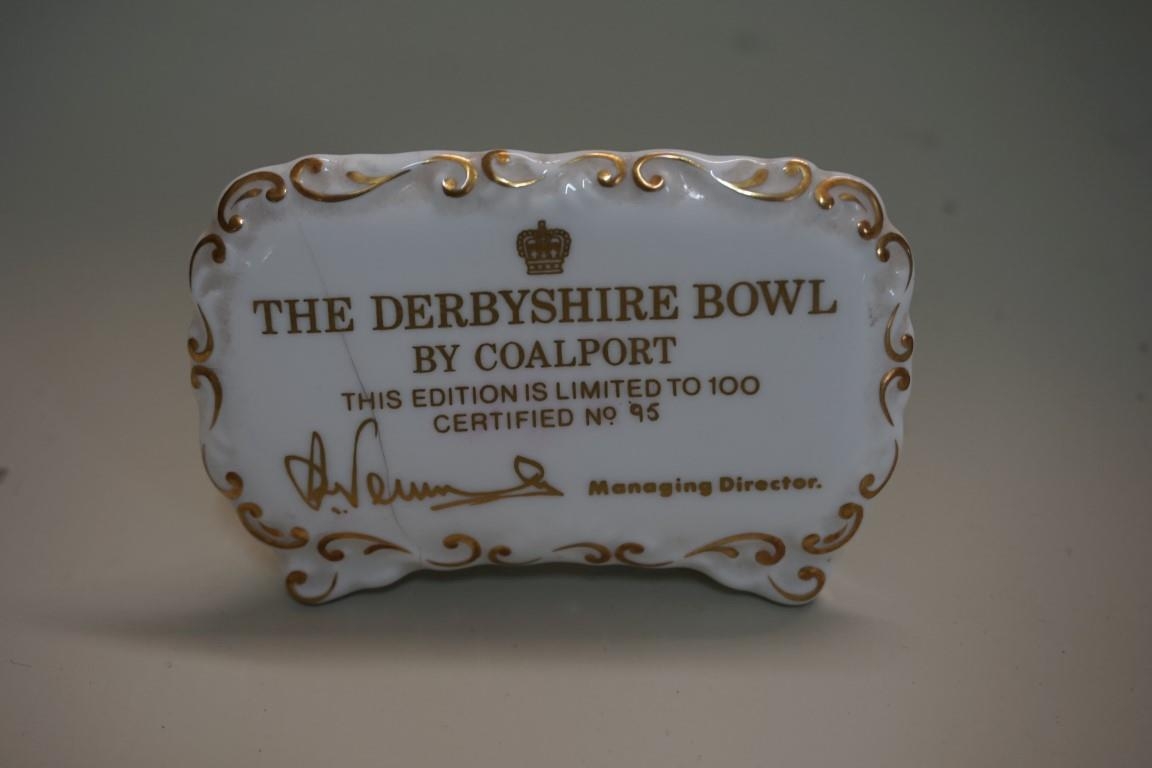 THE DERBYSHIRE BOWL
BY COALPORT
THIS EDITION IS LIMITED TO 100
CERTIFIED Nº 95
Managing Director.